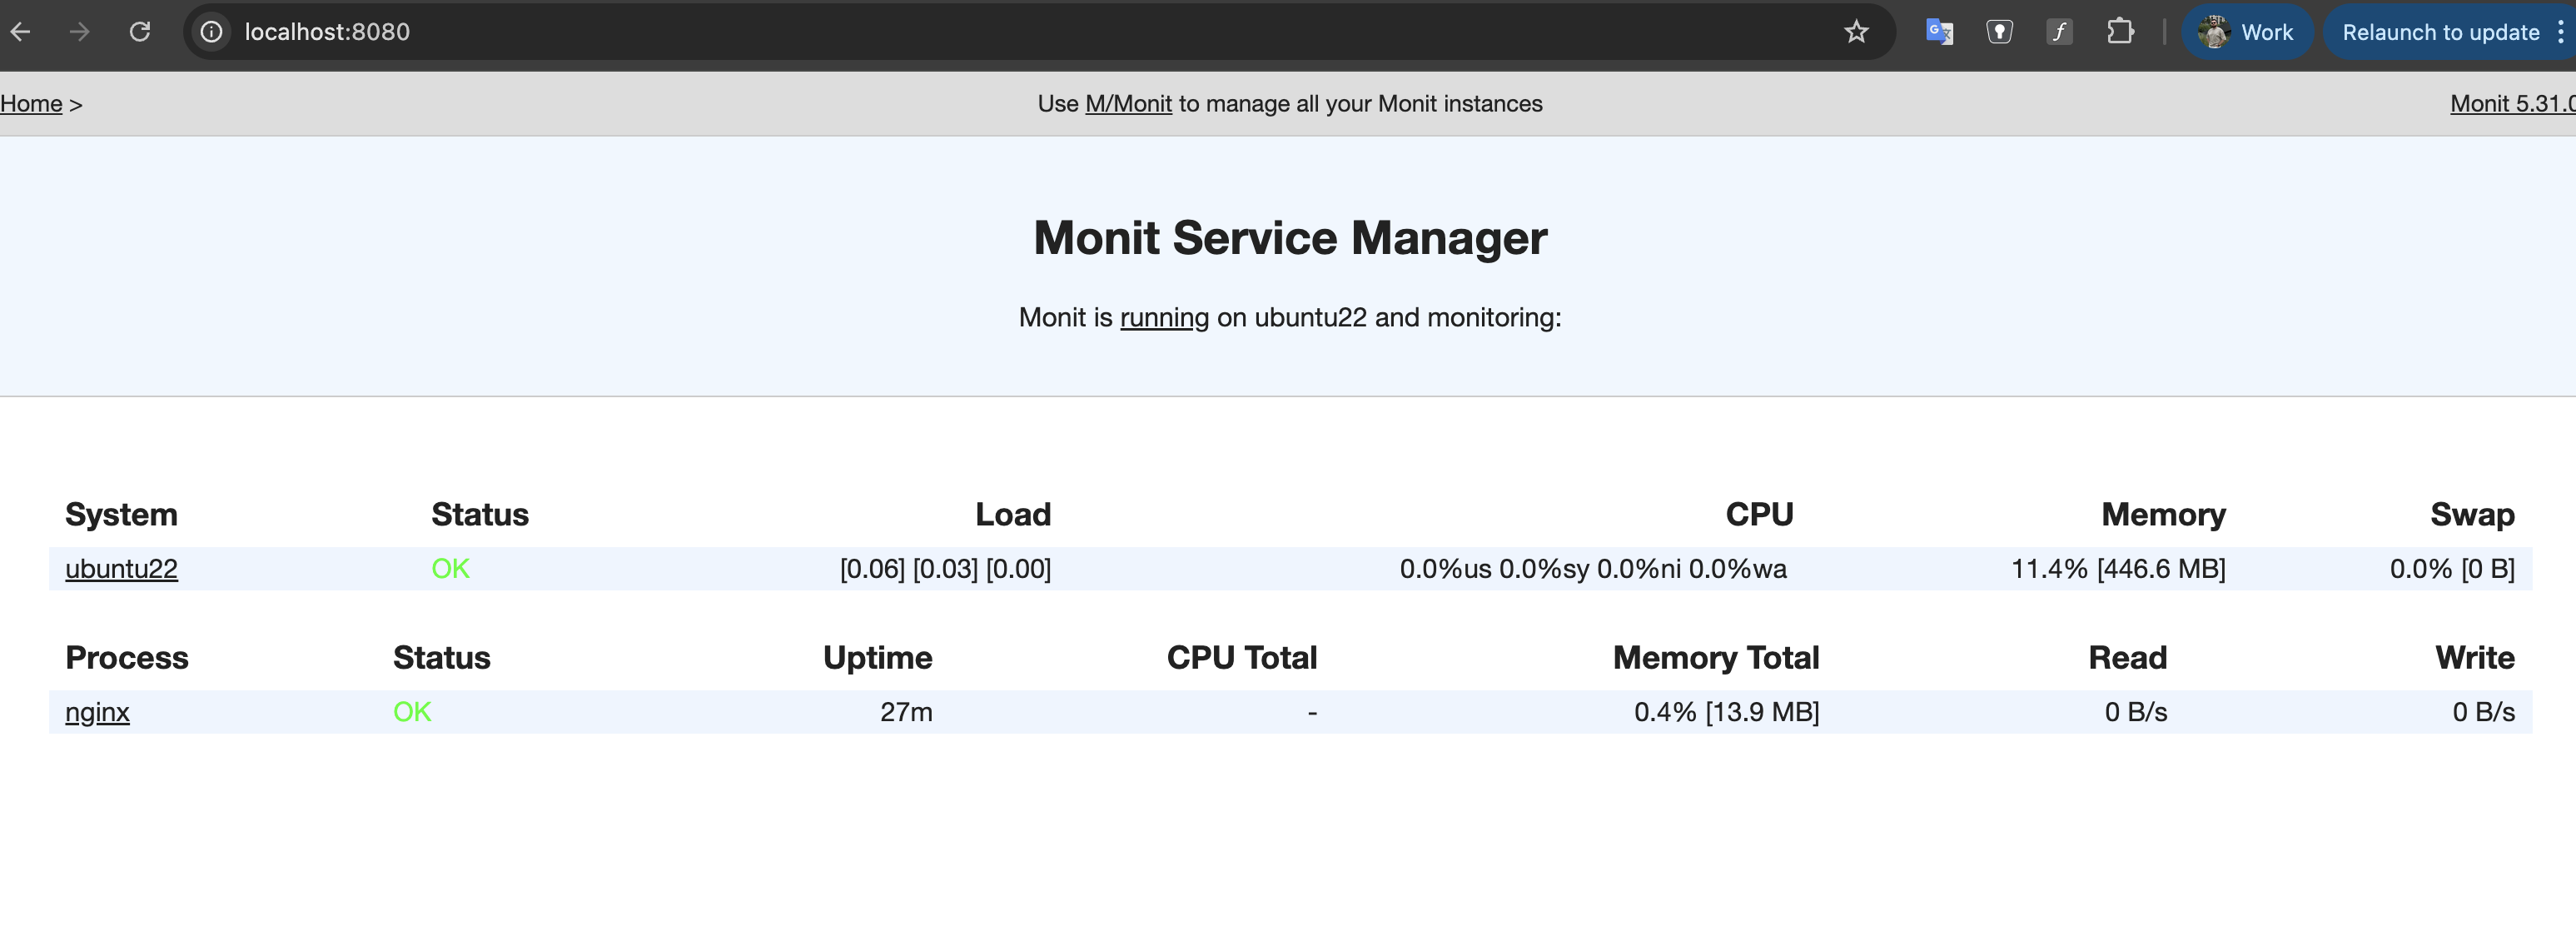 localhost:8080
Work
Relaunch to update
Home >
Use M/Monit to manage all your Monit instances
Monit 5.31.0
Monit Service Manager
Monit is running on ubuntu22 and monitoring:
System Status Load CPU Memory Swap
ubuntu22 OK [0.06] [0.03] [0.00] 0.0%us 0.0%sy 0.0%ni 0.0%wa 11.4% [446.6 MB] 0.0% [0 B]
Process Status Uptime CPU Total Memory Total Read Write
nginx OK 27m - 0.4% [13.9 MB] 0 B/s 0 B/s